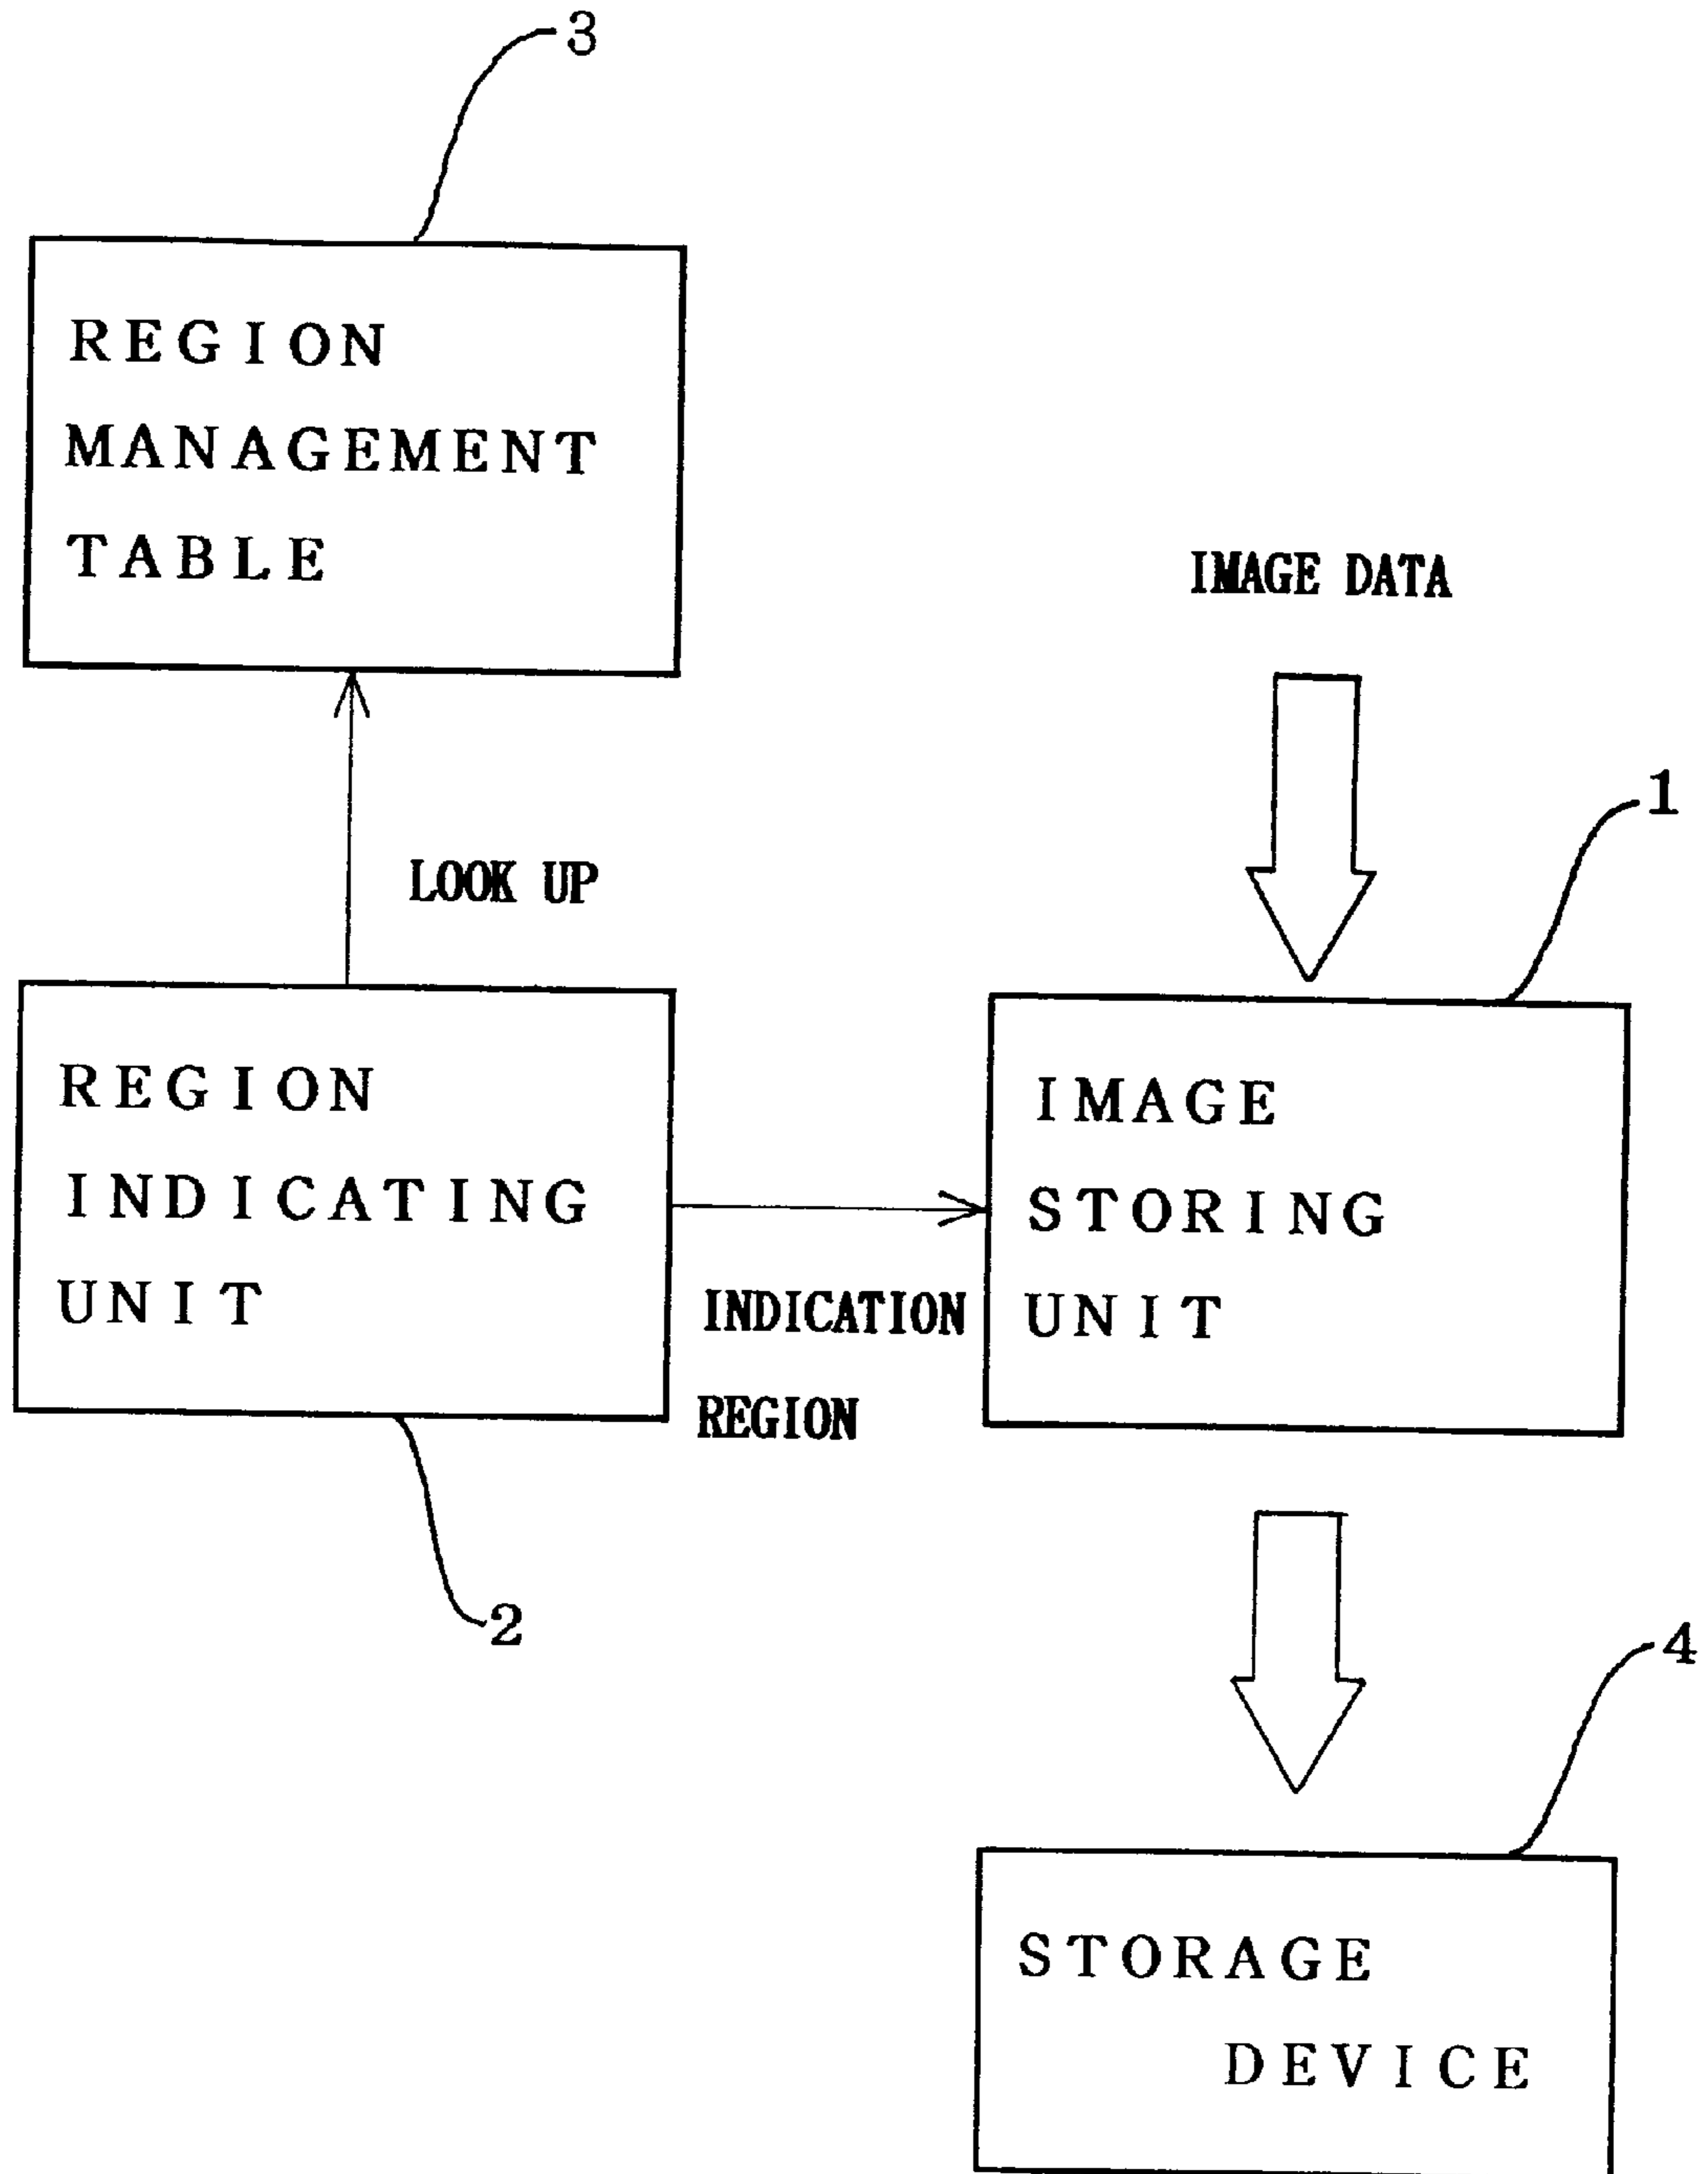 3
REGION
MANAGEMENT
TABLE
IMAGE DATA
1
LOOK UP
REGION
INDICATING
UNIT
IMAGE
STORING
UNIT
INDICATION
REGION
2
4
STORAGE
DEVICE